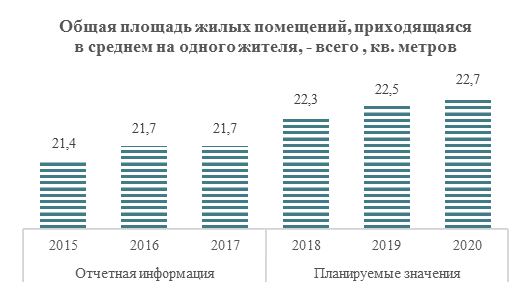 Общая площадь жилых помещений, приходящаяся
в среднем на одного жителя, - всего , кв. метров
21,4
21,7
21,7
22,3
22,5
22,7
2015 2016 2017 2018 2019 2020
Отчетная информация Планируемые значения